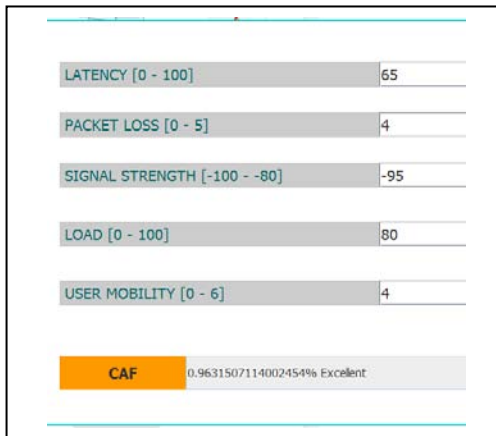 LATENCY [0 - 100] 65
PACKET LOSS [0 - 5] 4
SIGNAL STRENGTH [-100 - -80] -95
LOAD [0 - 100] 80
USER MOBILITY [0 - 6] 4
CAF 0.9631507114002454% Excellent